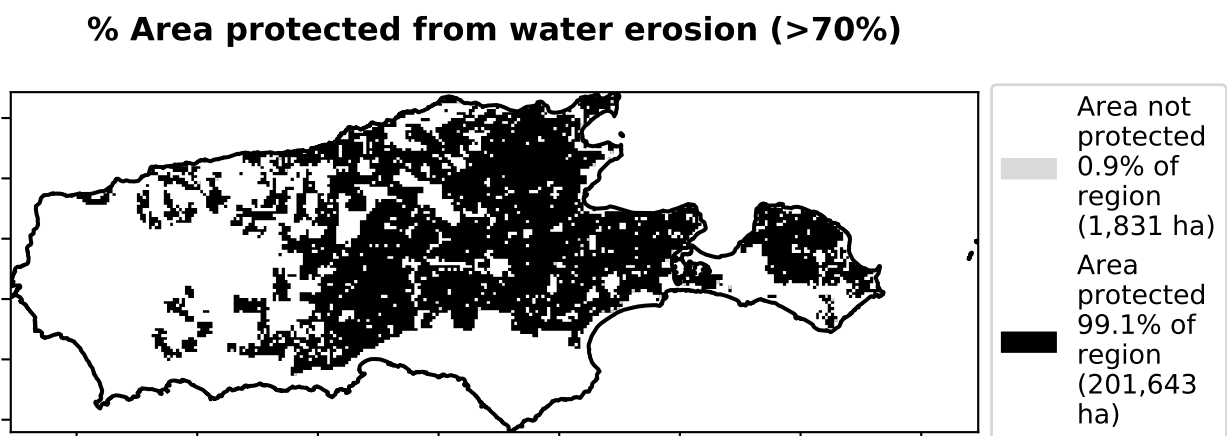 % Area protected from water erosion (>70%)
Area not
protected
0.9% of
region
(1,831 ha)
Area
protected
99.1% of
region
(201,643
ha)